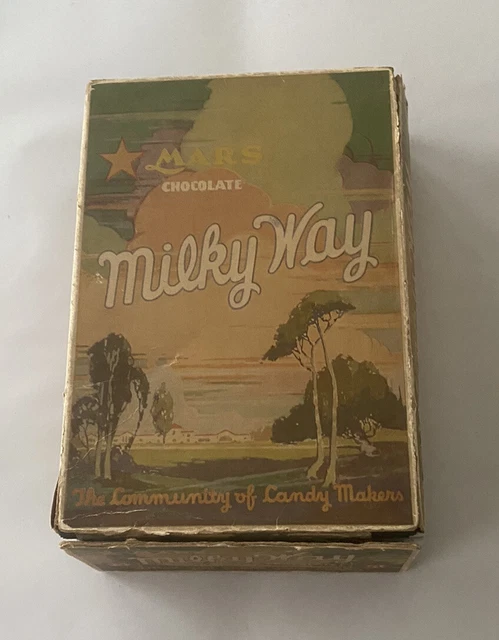 MARS
CHOCOLATE
Milky Way
The Community of Candy Makers